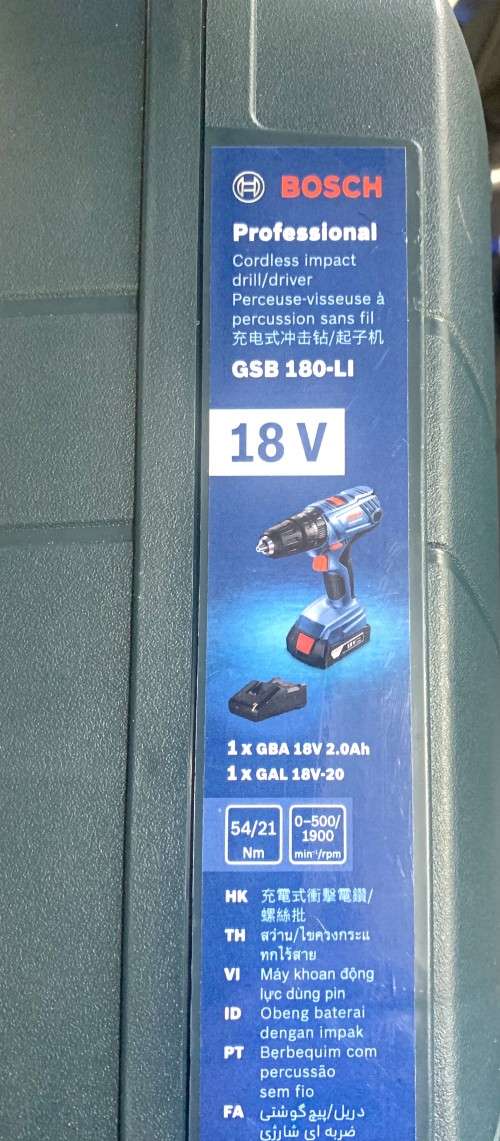 BOSCH
Professional
Cordless impact
drill/driver
Perceuse-visseuse à
percussion sans fil
充电式冲击钻/起子机
GSB 180-LI
18 V
18V
1 x GBA 18V 2.0Ah
1 x GAL 18V-20
54/21
Nm
0–500/
1900
min⁻¹/rpm
HK 充電式衝擊電鑽/
螺絲批
TH สว่าน/ไขควงกระแ
ทกไร้สาย
VI Máy khoan động
lực dùng pin
ID Obeng baterai
dengan impak
PT Berbequim com
percussão
sem fio
FA دریل/پیچ گوشتی
ضربه ای شارژی